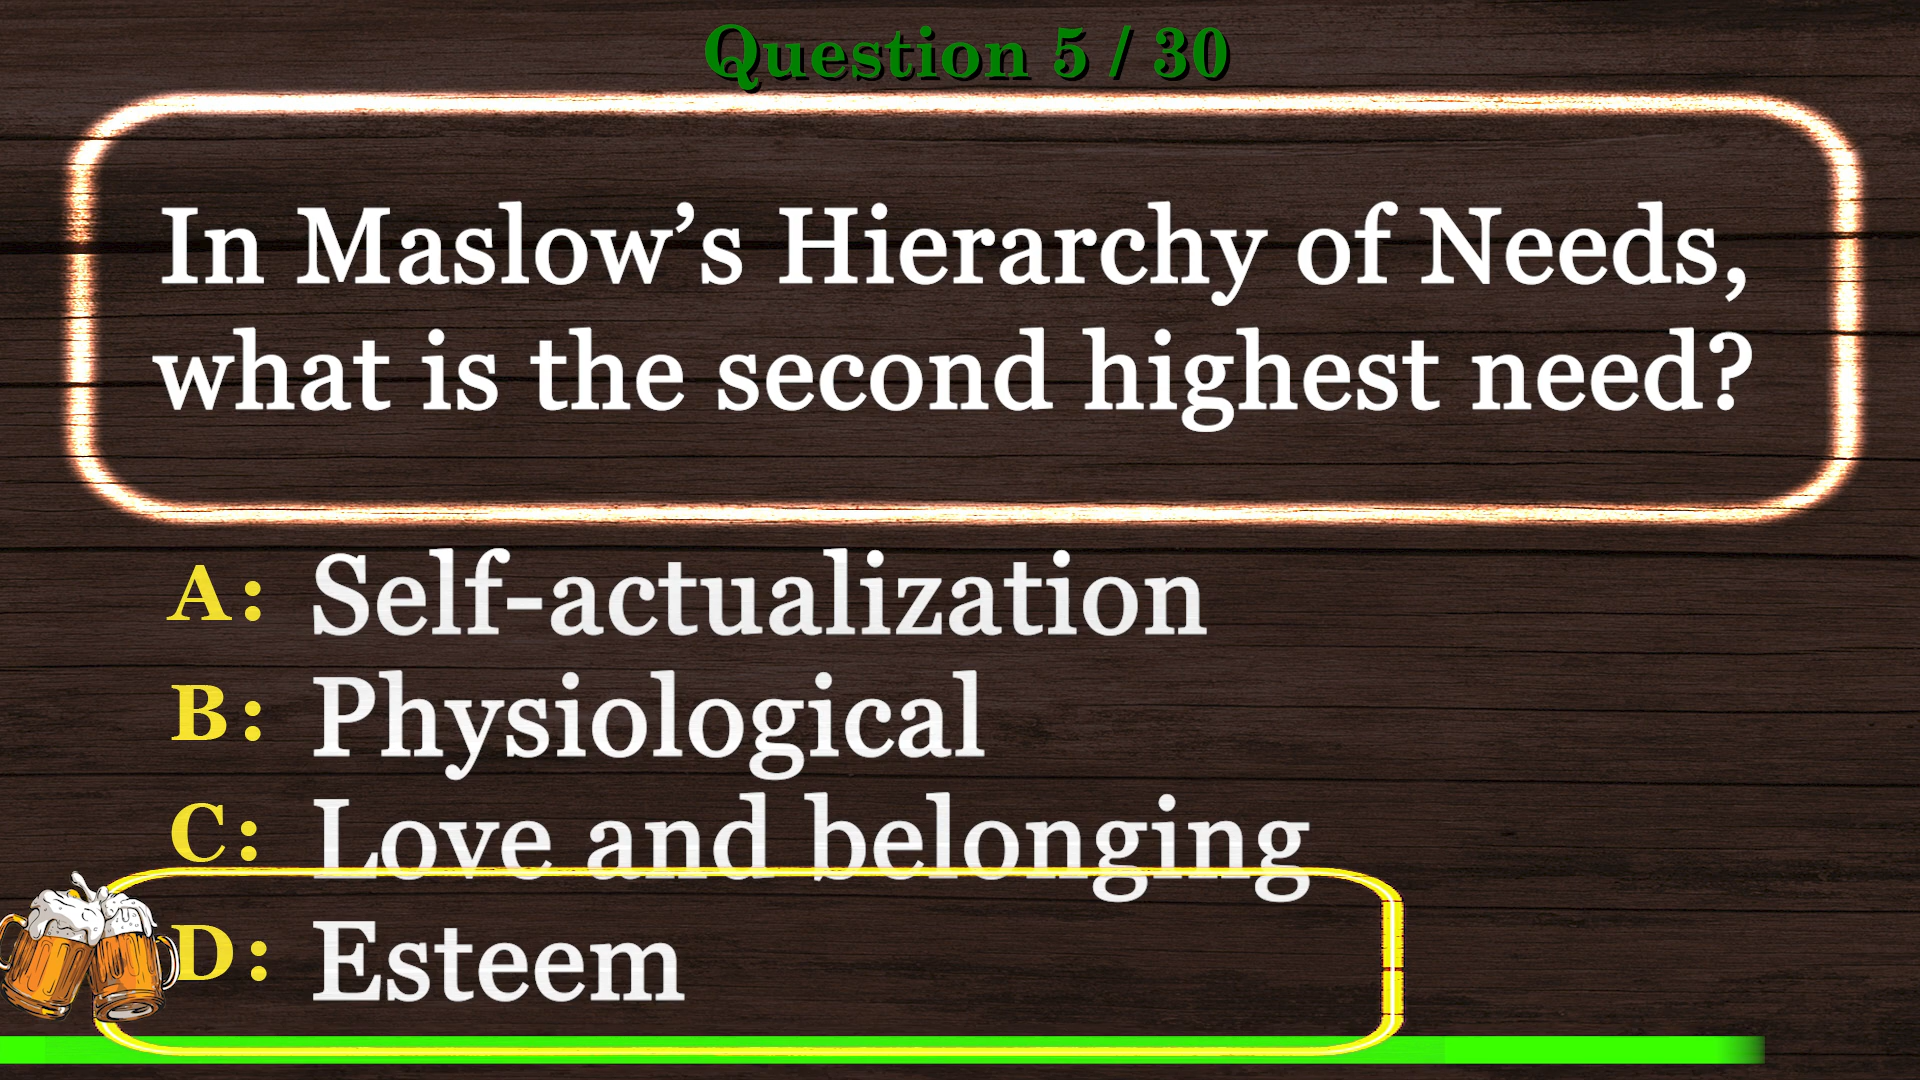 Question 5 / 30
In Maslow’s Hierarchy of Needs,
what is the second highest need?
A: Self-actualization
B: Physiological
C: Love and belonging
D: Esteem